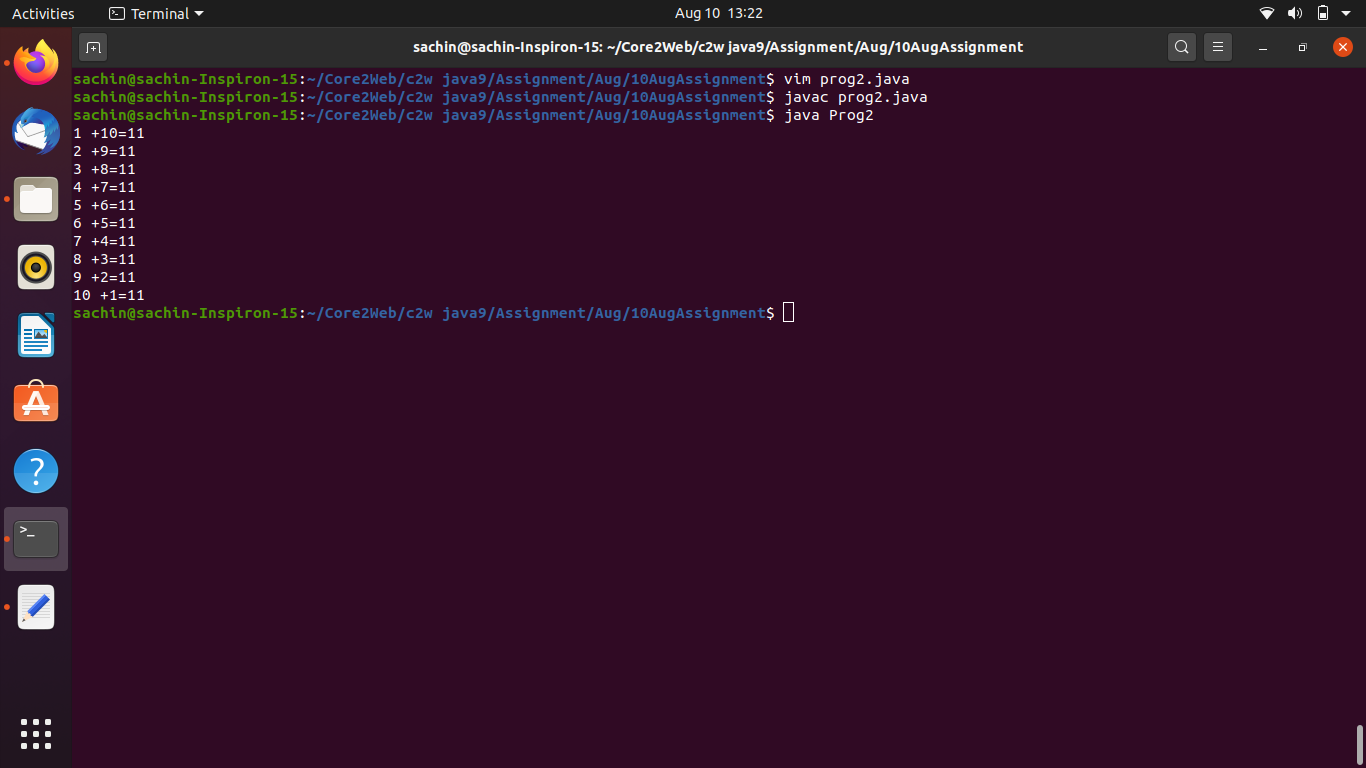 Activities
Terminal
Aug 10 13:22
sachin@sachin-Inspiron-15: ~/Core2Web/c2w java9/Assignment/Aug/10AugAssignment
sachin@sachin-Inspiron-15:~/Core2Web/c2w java9/Assignment/Aug/10AugAssignment$ vim prog2.java
sachin@sachin-Inspiron-15:~/Core2Web/c2w java9/Assignment/Aug/10AugAssignment$ javac prog2.java
sachin@sachin-Inspiron-15:~/Core2Web/c2w java9/Assignment/Aug/10AugAssignment$ java Prog2
1 +10=11
2 +9=11
3 +8=11
4 +7=11
5 +6=11
6 +5=11
7 +4=11
8 +3=11
9 +2=11
10 +1=11
sachin@sachin-Inspiron-15:~/Core2Web/c2w java9/Assignment/Aug/10AugAssignment$